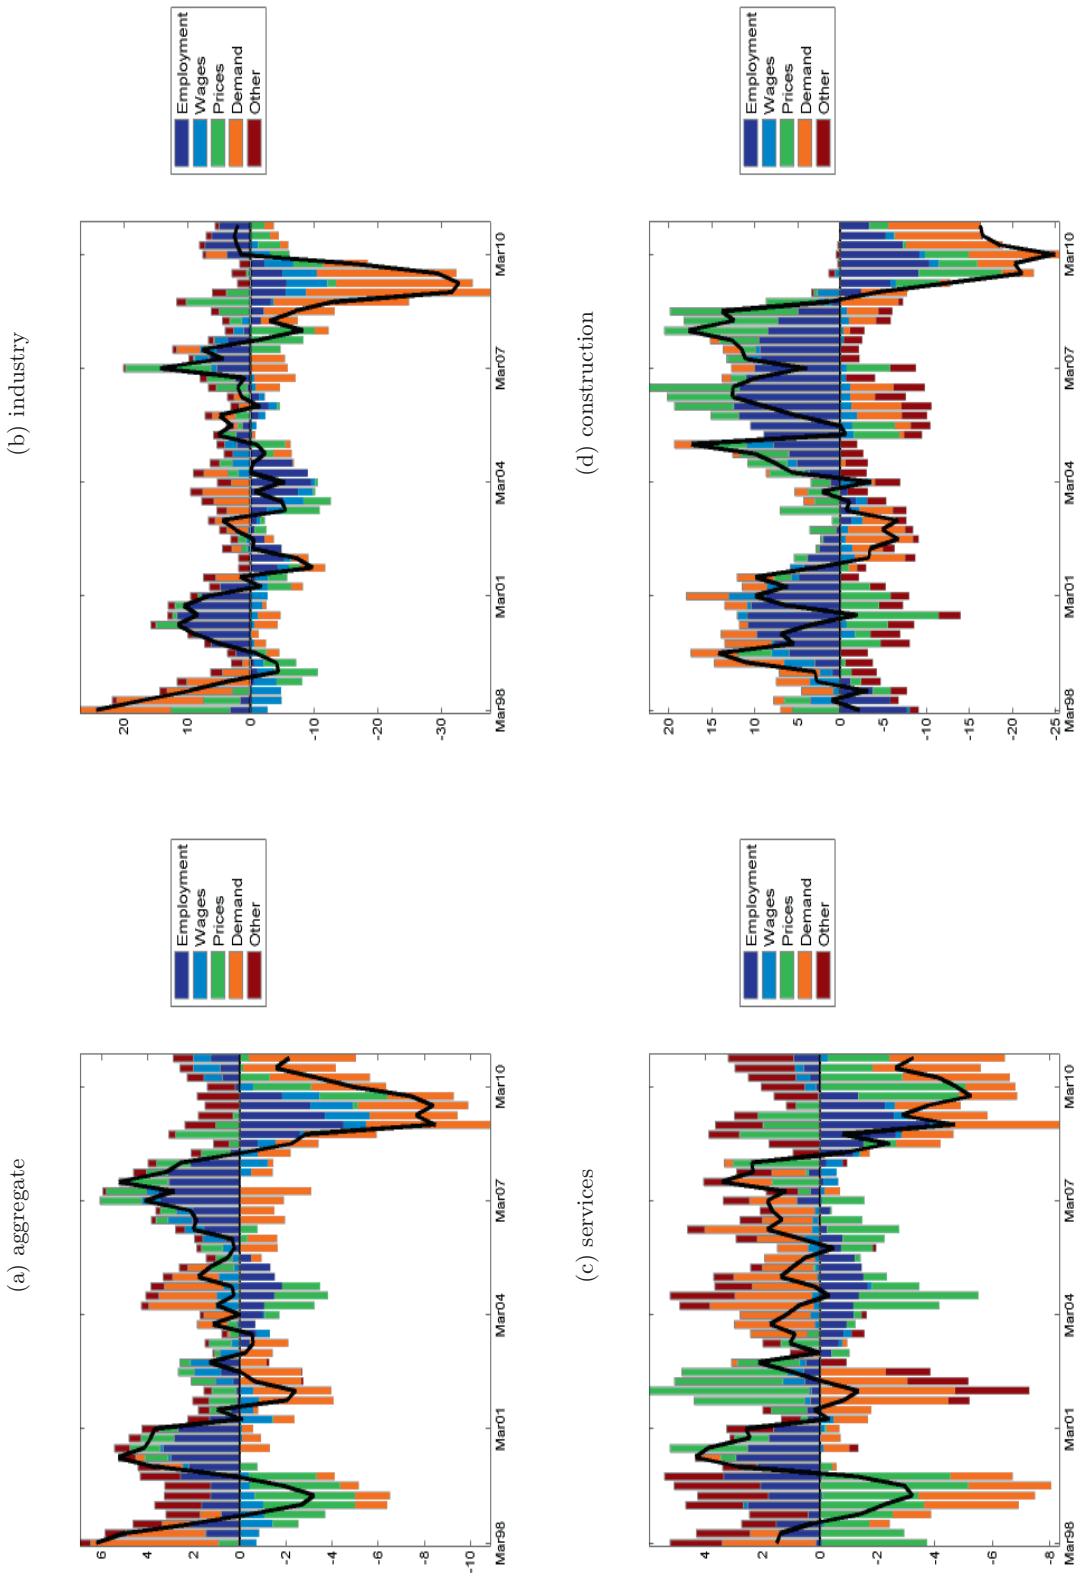 (a) aggregate
6
4
2
0
-2
-4
-6
-8
-10
Mar98
Mar01
Mar04
Mar07
Mar10
Employment
Wages
Prices
Demand
Other
(b) industry
20
10
0
-10
-20
-30
Mar98
Mar01
Mar04
Mar07
Mar10
Employment
Wages
Prices
Demand
Other
(c) services
4
2
0
-2
-4
-6
-8
Mar98
Mar01
Mar04
Mar07
Mar10
Employment
Wages
Prices
Demand
Other
(d) construction
20
15
10
5
0
-5
-10
-15
-20
-25
Mar98
Mar01
Mar04
Mar07
Mar10
Employment
Wages
Prices
Demand
Other